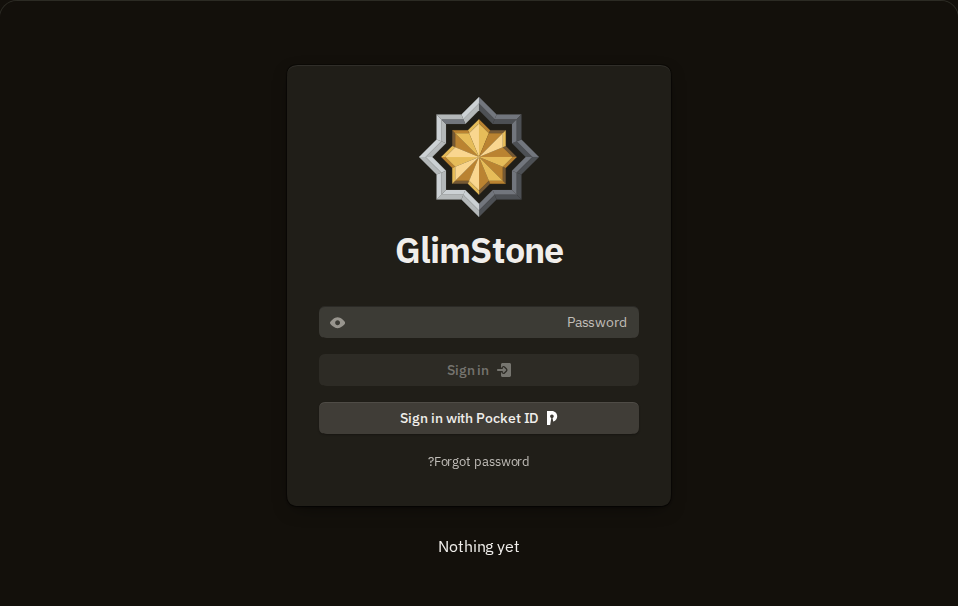 GlimStone
Password
Sign in
Sign in with Pocket ID
?Forgot password
Nothing yet